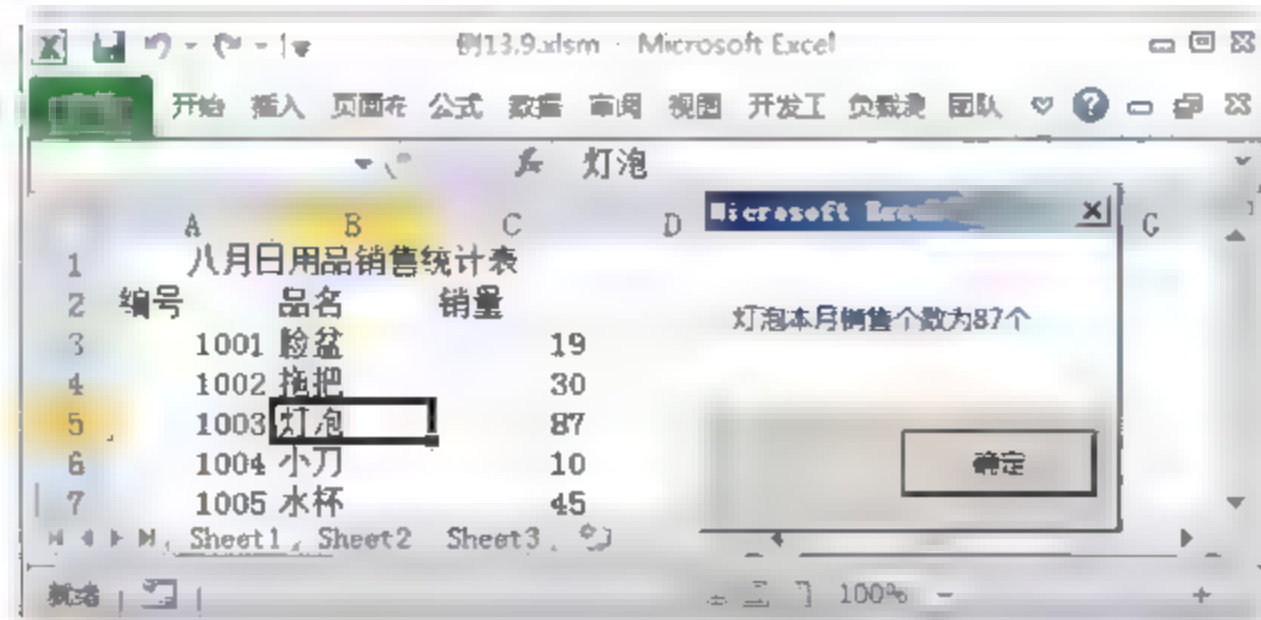 例13.9.xlsm - Microsoft Excel
开始 插入 页面布 公式 数据 审阅 视图 开发工 负载测 团队
fx 灯泡
A B C D G
Microsoft Excel
1 八月日用品销售统计表
2 编号 品名 销量
3 1001 脸盆 19
4 1002 拖把 30
5 1003 灯泡 87
6 1004 小刀 10
7 1005 水杯 45
灯泡本月销售个数为87个
确定
Sheet1 Sheet2 Sheet3
就绪 100%